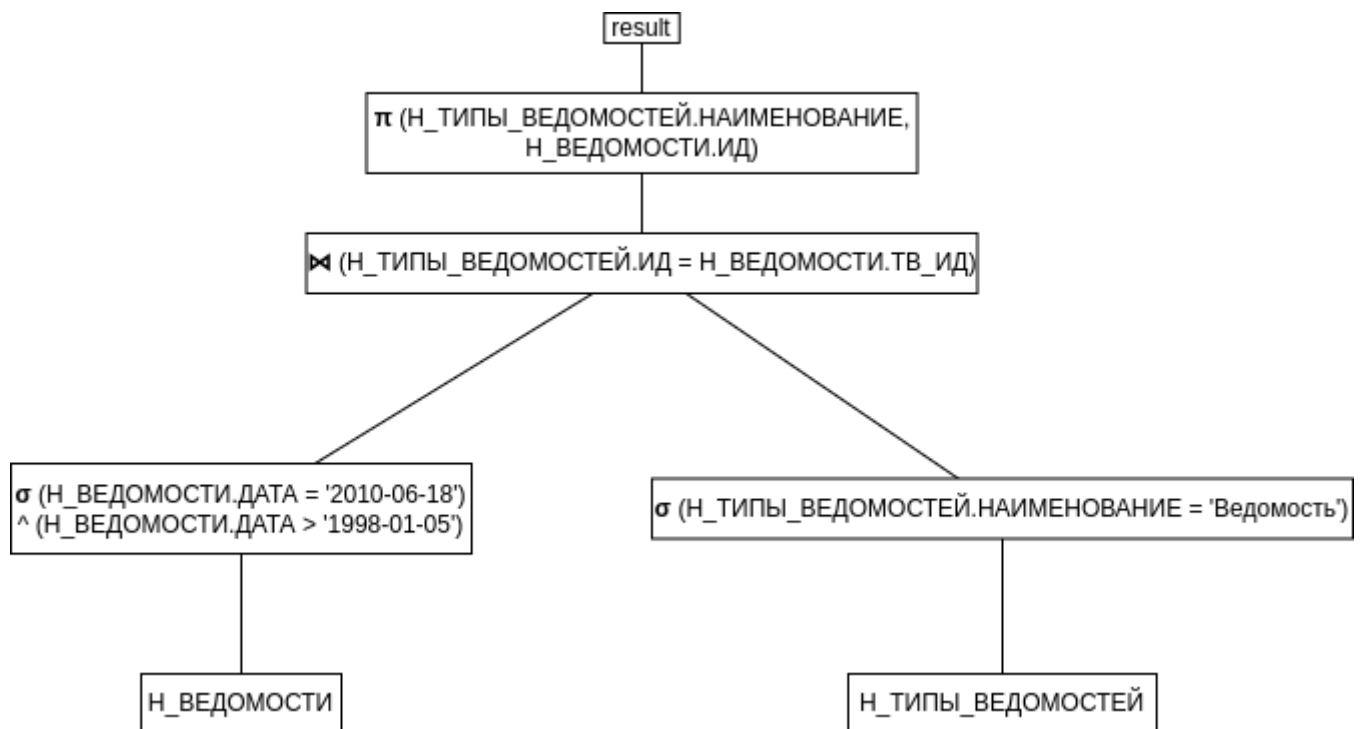 result
π (Н_ТИПЫ_ВЕДОМОСТЕЙ.НАИМЕНОВАНИЕ,
Н_ВЕДОМОСТИ.ИД)
⋈ (Н_ТИПЫ_ВЕДОМОСТЕЙ.ИД = Н_ВЕДОМОСТИ.ТВ_ИД)
σ (Н_ВЕДОМОСТИ.ДАТА = '2010-06-18')
^ (Н_ВЕДОМОСТИ.ДАТА > '1998-01-05')
σ (Н_ТИПЫ_ВЕДОМОСТЕЙ.НАИМЕНОВАНИЕ = 'Ведомость')
Н_ВЕДОМОСТИ
Н_ТИПЫ_ВЕДОМОСТЕЙ